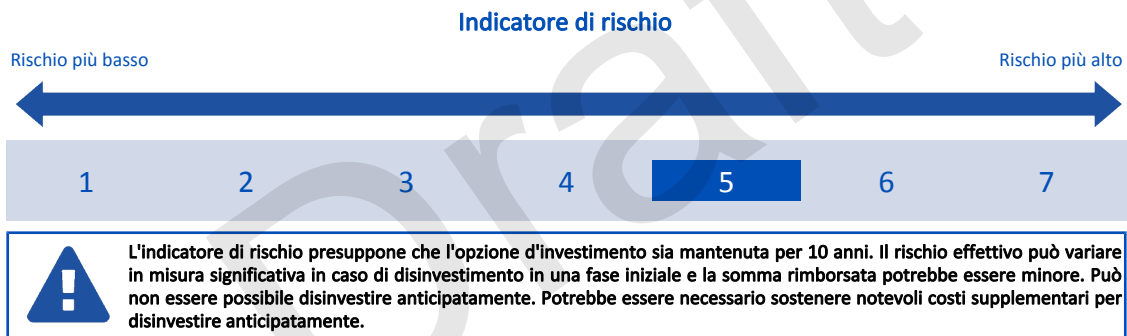 Indicatore di rischio
Rischio più basso
Rischio più alto
1 2 3 4 5 6 7
L'indicatore di rischio presuppone che l'opzione d'investimento sia mantenuta per 10 anni. Il rischio effettivo può variare
in misura significativa in caso di disinvestimento in una fase iniziale e la somma rimborsata potrebbe essere minore. Può
non essere possibile disinvestire anticipatamente. Potrebbe essere necessario sostenere notevoli costi supplementari per
disinvestire anticipatamente.
Draft